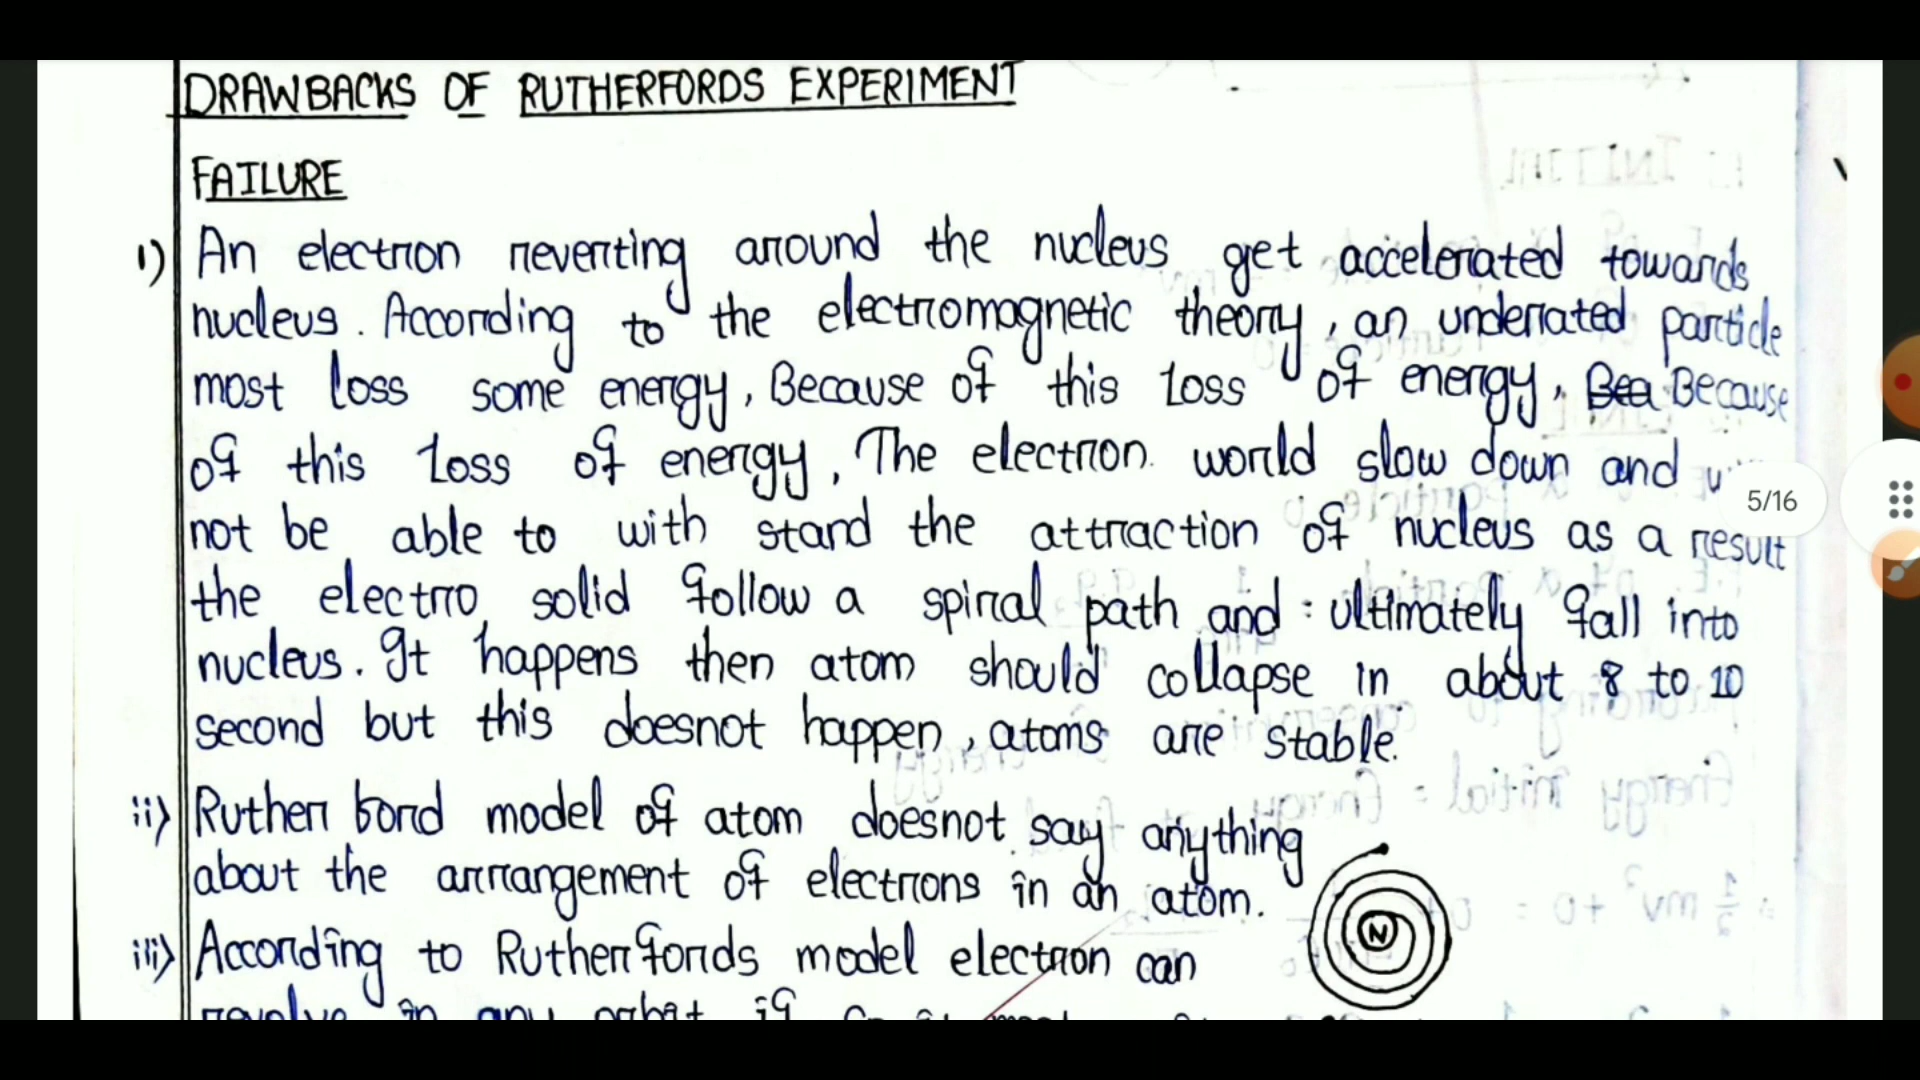 DRAWBACKS OF RUTHERFORDS EXPERIMENT
FAILURE
i) An electron reverting around the nucleus get accelerated towards
nucleus. According to the electromagnetic theory, an underated particle
most loss some energy, Because of this loss of energy, Bea Because
of this loss of energy, The electron. world slow down and
not be able to with stand the attraction of nucleus as a result
the electro, solid follow a spiral path and : ultimately fall into
nucleus. It happens then atom should collapse in about 8 to 10
second but this doesnot happen, atoms are stable.
ii) Ruther bord model of atom doesnot say anything
about the arrangement of electrons in an atom.
N
iii) According to Rutherfords model electron can
revolve in any orbit
5/16